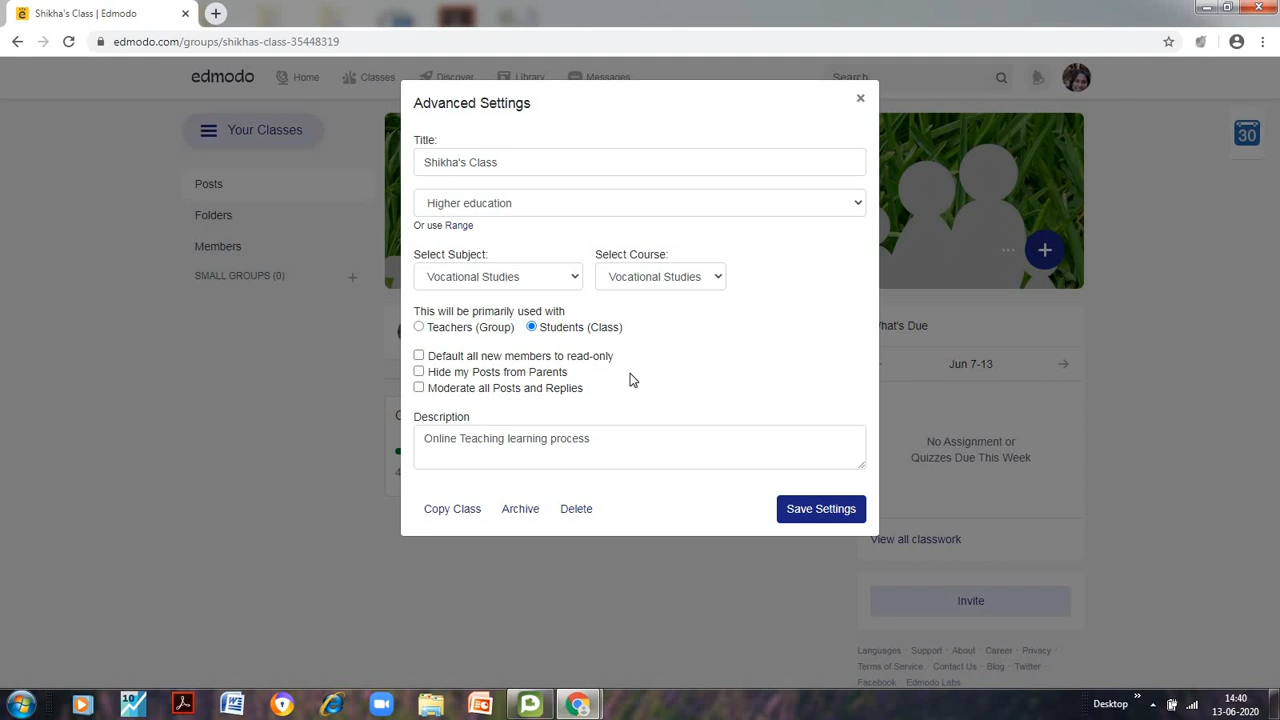 Shikha's Class | Edmodo
edmodo.com/groups/shikhas-class-35448319
edmodo Home Classes Discover Library Messages Search
Advanced Settings
30
Your Classes
Title:
Shikha's Class
Posts
Higher education
Folders
Or use Range
Members
Select Subject: Select Course:
SMALL GROUPS (0)
Vocational Studies Vocational Studies
This will be primarily used with
Teachers (Group) Students (Class)
hat's Due
Default all new members to read-only
Jun 7-13
Hide my Posts from Parents
Moderate all Posts and Replies
Description
Online Teaching learning process
No Assignment or
Quizzes Due This Week
Copy Class Archive Delete Save Settings
View all classwork
Invite
Languages · Support · About · Career · Privacy ·
Terms of Service · Contact Us · Blog · Twitter ·
Facebook · Edmodo Labs
10
Desktop
14:40
13-06-2020